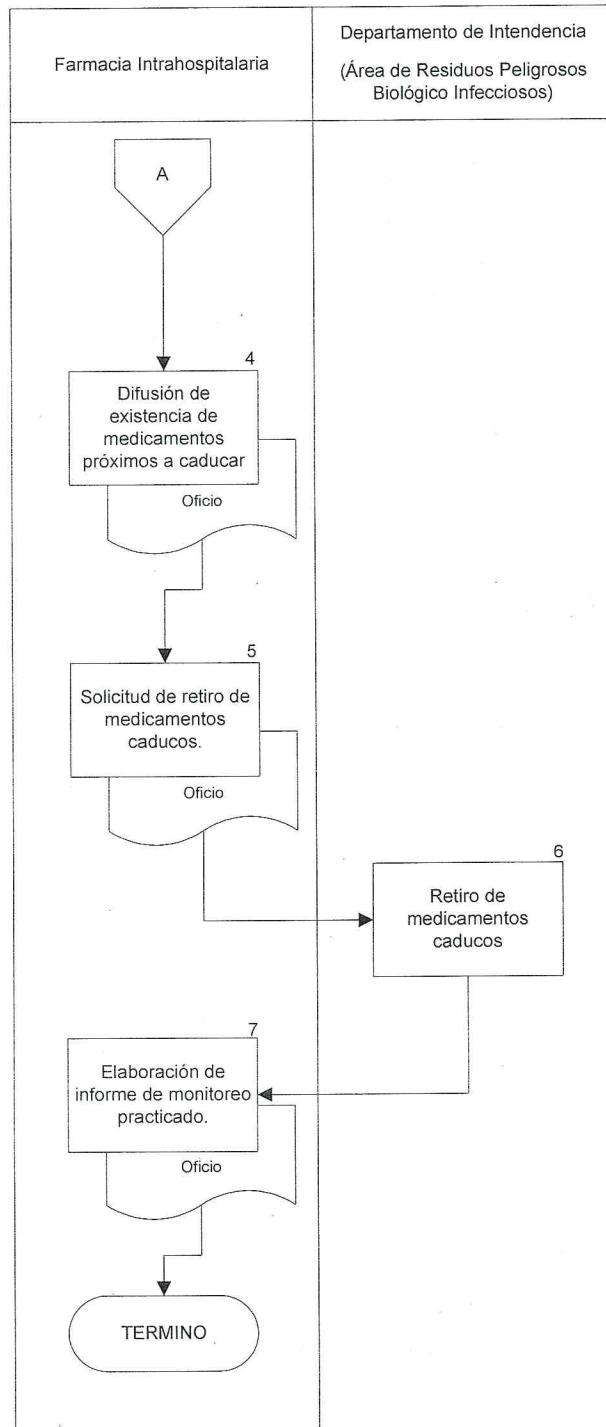 Farmacia Intrahospitalaria
Departamento de Intendencia
(Área de Residuos Peligrosos
Biológico Infecciosos)
A
4
Difusión de
existencia de
medicamentos
próximos a caducar
Oficio
5
Solicitud de retiro de
medicamentos
caducos.
Oficio
6
Retiro de
medicamentos
caducos
7
Elaboración de
informe de monitoreo
practicado.
Oficio
TERMINO